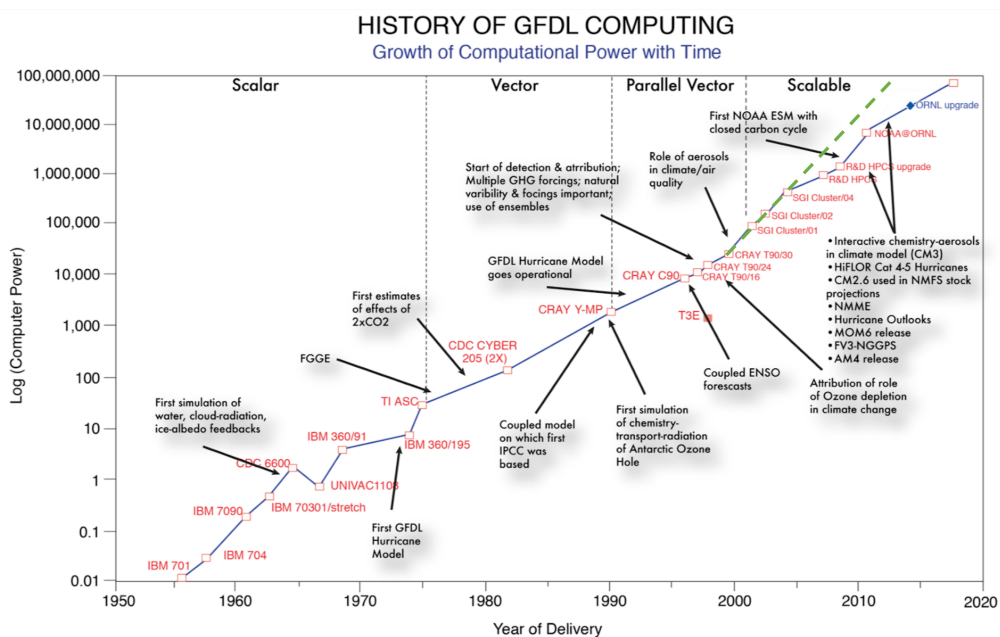 HISTORY OF GFDL COMPUTING
Growth of Computational Power with Time
Scalar
Vector
Parallel Vector
Scalable
Log (Computer Power)
100,000,000
10,000,000
1,000,000
100,000
10,000
1,000
100
10
1
0.1
0.01
First NOAA ESM with
closed carbon cycle
ORNL upgrade
NOAA@ORNL
R&D HPCS upgrade
R&D HPCS
SGI Cluster/04
SGI Cluster/02
SGI Cluster/01
Role of aerosols
in climate/air
quality
Start of detection & atribution;
Multiple GHG forcings; natural
varibility & focings important;
use of ensembles
CRAY T90/30
CRAY T90/24
CRAY T90/16
CRAY C90
GFDL Hurricane Model
goes operational
CRAY Y-MP
T3E
First estimates
of effects of
2xCO2
CDC CYBER
205 (2X)
FGGE
TI ASC
First simulation of
water, cloud-radiation,
ice-albedo feedbacks
IBM 360/91
IBM 360/195
CDC 6600
UNIVAC1108
IBM 7090
IBM 70301/stretch
IBM 704
IBM 701
First GFDL
Hurricane
Model
Coupled model
on which first
IPCC was
based
First simulation
of chemistry-
transport-radiation
of Antarctic Ozone
Hole
Coupled ENSO
forecasts
Attribution of role
of Ozone depletion
in climate change
• Interactive chemistry-aerosols
in climate model (CM3)
• HiFLOR Cat 4-5 Hurricanes
• CM2.6 used in NMFS stock
projections
• NMME
• Hurricane Outlooks
• MOM6 release
• FV3-NGGPS
• AM4 release
1950
1960
1970
1980
1990
2000
2010
2020
Year of Delivery